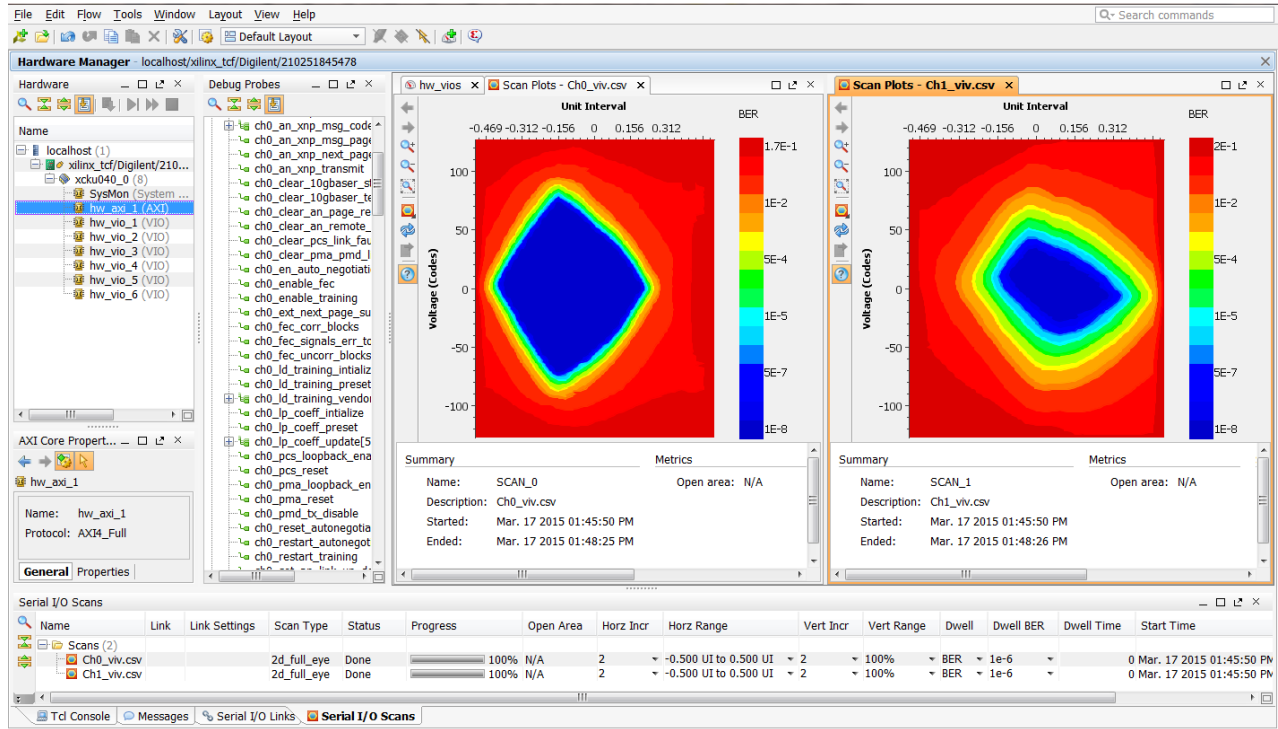 File Edit Flow Tools Window Layout View Help
Search commands
Default Layout
Hardware Manager - localhost/xilinx_tcf/Digilent/210251845478
Hardware
Name
localhost (1)
xilinx_tcf/Digilent/210...
xcku040_0 (8)
SysMon (System ...
hw_axi_1 (AXI)
hw_vio_1 (VIO)
hw_vio_2 (VIO)
hw_vio_3 (VIO)
hw_vio_4 (VIO)
hw_vio_5 (VIO)
hw_vio_6 (VIO)
AXI Core Propert...
hw_axi_1
Name: hw_axi_1
Protocol: AXI4_Full
General Properties
Debug Probes
ch0_an_xnp_msg_code
ch0_an_xnp_msg_page
ch0_an_xnp_next_page
ch0_an_xnp_transmit
ch0_clear_10gbaser_st
ch0_clear_10gbaser_te
ch0_clear_an_page_re
ch0_clear_an_remote_
ch0_clear_pcs_link_fau
ch0_clear_pma_pmd_l
ch0_en_auto_negotiati
ch0_enable_fec
ch0_enable_training
ch0_ext_next_page_su
ch0_fec_corr_blocks
ch0_fec_signals_err_tc
ch0_fec_uncorr_blocks
ch0_ld_training_intializ
ch0_ld_training_preset
ch0_ld_training_vendor
ch0_lp_coeff_intialize
ch0_lp_coeff_preset
ch0_lp_coeff_update[5
ch0_pcs_loopback_ena
ch0_pcs_reset
ch0_pma_loopback_en
ch0_pma_reset
ch0_pmd_tx_disable
ch0_reset_autonegotia
ch0_restart_autonegot
ch0_restart_training
hw_vios Scan Plots - Ch0_viv.csv
Unit Interval
BER
-0.469 -0.312 -0.156 0 0.156 0.312
Voltage (Codes)
100
50
0
-50
-100
1.7E-1
1E-2
5E-4
1E-5
5E-7
1E-8
Summary Metrics
Name: SCAN_0 Open area: N/A
Description: Ch0_viv.csv
Started: Mar. 17 2015 01:45:50 PM
Ended: Mar. 17 2015 01:48:25 PM
Scan Plots - Ch1_viv.csv
Unit Interval
BER
-0.469 -0.312 -0.156 0 0.156 0.312
Voltage (Codes)
100
50
0
-50
-100
2E-1
1E-2
5E-4
1E-5
5E-7
1E-8
Summary Metrics
Name: SCAN_1 Open area: N/A
Description: Ch1_viv.csv
Started: Mar. 17 2015 01:45:50 PM
Ended: Mar. 17 2015 01:48:26 PM
Serial I/O Scans
Name Link Link Settings Scan Type Status Progress Open Area Horz Incr Horz Range Vert Incr Vert Range Dwell Dwell BER Dwell Time Start Time
Scans (2)
Ch0_viv.csv 2d_full_eye Done 100% N/A 2 -0.500 UI to 0.500 UI 2 100% BER 1e-6 0 Mar. 17 2015 01:45:50 PM
Ch1_viv.csv 2d_full_eye Done 100% N/A 2 -0.500 UI to 0.500 UI 2 100% BER 1e-6 0 Mar. 17 2015 01:45:50 PM
Tcl Console Messages Serial I/O Links Serial I/O Scans